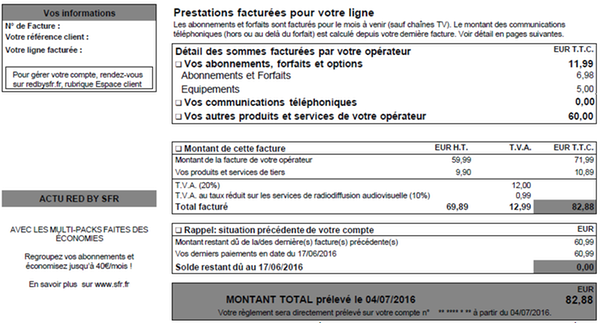 Vos informations
N° de Facture :
Votre référence client :
Votre ligne facturée :
Pour gérer votre compte, rendez-vous
sur redbysfr.fr, rubrique Espace client
ACTU RED BY SFR
AVEC LES MULTI-PACKS FAITES DES
ÉCONOMIES
Regroupez vos abonnements et
économisez jusqu'à 40€/mois !
En savoir plus sur www.sfr.fr
Prestations facturées pour votre ligne
Les abonnements et forfaits sont facturés pour le mois à venir (sauf chaînes TV). Le montant des communications
téléphoniques (hors ou au delà du forfait) est calculé depuis votre dernière facture. Voir détail en pages suivantes.
EUR T.T.C.
Détail des sommes facturées par votre opérateur
❑ Vos abonnements, forfaits et options 11,99
Abonnements et Forfaits 6,98
Equipements 5,00
❑ Vos communications téléphoniques 0,00
❑ Vos autres produits et services de votre opérateur 60,00
❑ Montant de cette facture EUR H.T. T.V.A. EUR T.T.C.
Montant de la facture de votre opérateur 59,99 71,99
Vos produits et services de tiers 9,90 10,89
T.V.A. (20%) 12,00
T.V.A. au taux réduit sur les services de radiodiffusion audiovisuelle (10%) 0,99
Total facturé 69,89 12,99 82,88
❑ Rappel: situation précédente de votre compte EUR T.T.C.
Montant restant dû de la/des dernière(s) facture(s) précédente(s) 60,99
Vos derniers paiements en date du 17/06/2016 60,99
Solde restant dû au 17/06/2016 0,00
EUR T.T.C.
MONTANT TOTAL prélevé le 04/07/2016 82,88
Votre règlement sera directement prélevé sur votre compte n° ** **** * ** à partir du 04/07/2016.